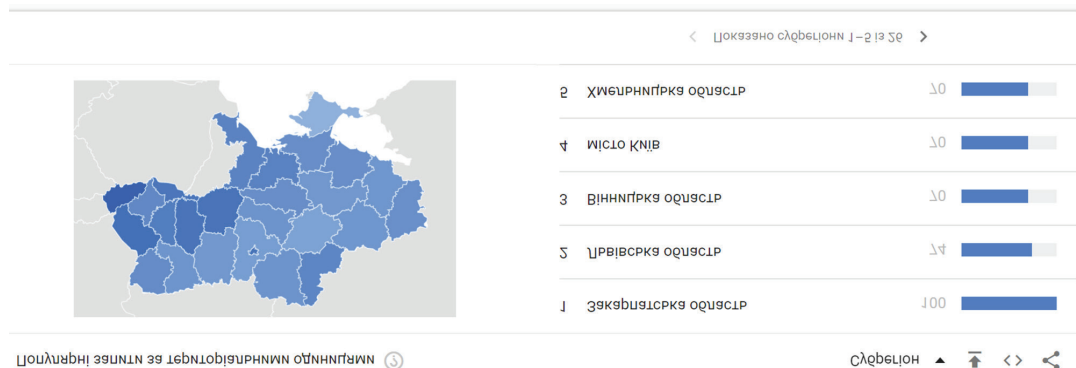 Популярні запити за територіальними одиницями
Субрегіон
1 Закарпатська область 100
2 Львівська область 74
3 Вінницька область 70
4 місто Київ 70
5 Хмельницька область 70
Показано субрегіони 1–5 із 26